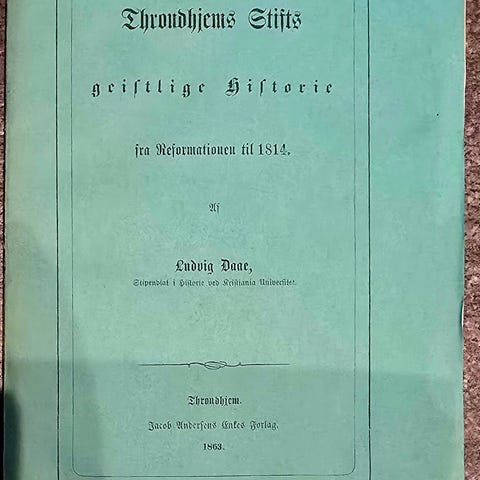 Throndhjems Stifts
geistlige Historie
fra Reformationen til 1814.
Af
Ludvig Daae,
Stipendiat i Historie ved Kristiania Universitet.
Throndhjem.
Jacob Andersens Enkes Forlag.
1863.